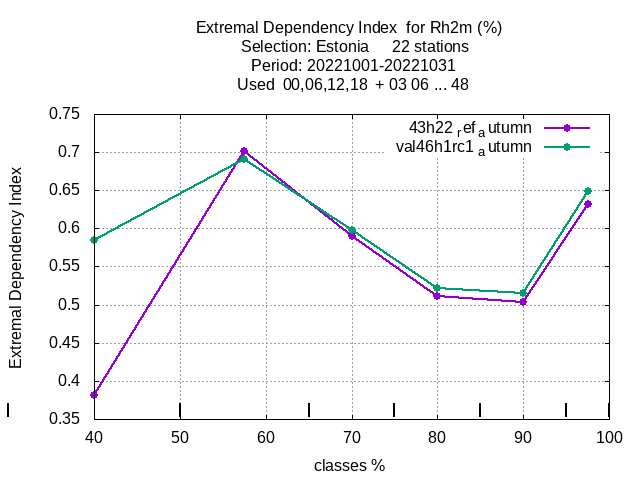 Extremal Dependency Index  for Rh2m (%)
Selection: Estonia     22 stations
Period: 20221001-20221031
Used  00,06,12,18  + 03 06 ... 48
0.75
0.7
0.65
0.6
0.55
0.5
0.45
0.4
0.35
Extremal Dependency Index
43h22 ref autumn
val46h1rc1 autumn
40 50 60 70 80 90 100
classes %